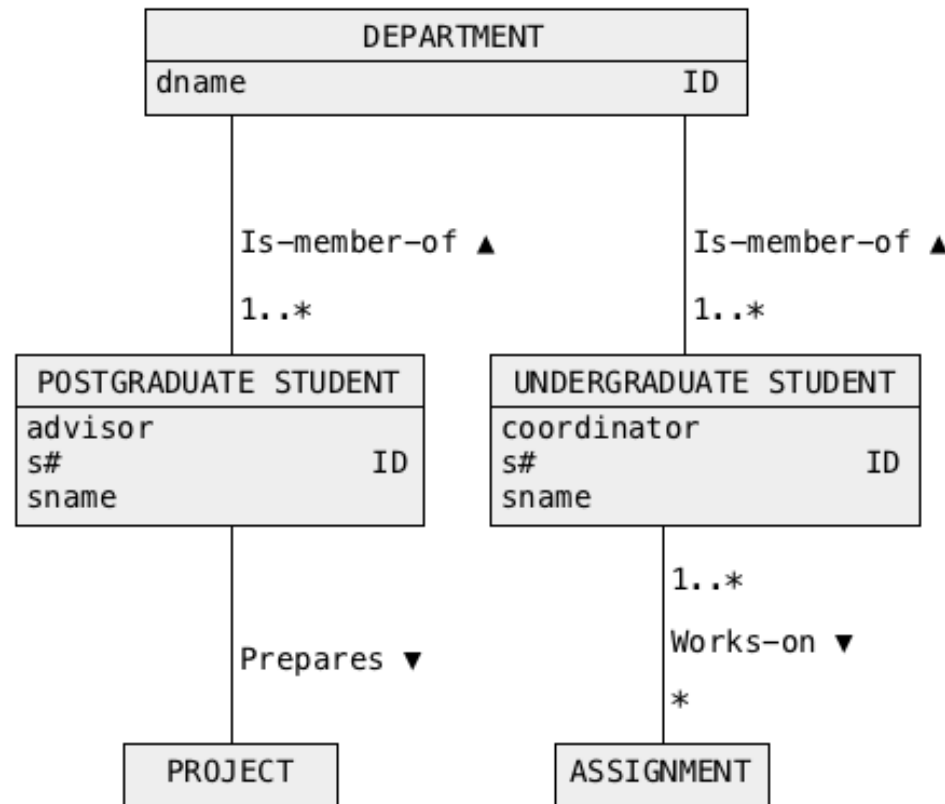 DEPARTMENT
dname ID
Is-member-of ▲ Is-member-of ▲
1..* 1..*
POSTGRADUATE STUDENT UNDERGRADUATE STUDENT
advisor coordinator
s# ID s# ID
sname sname
1..*
Prepares ▼ Works-on ▼
*
PROJECT ASSIGNMENT